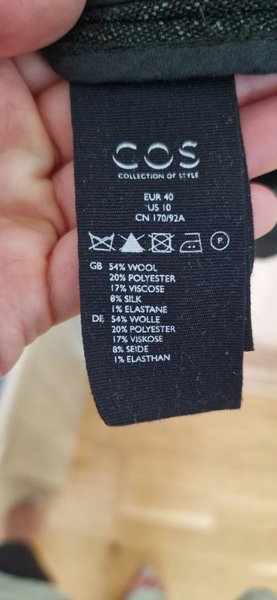 COS
COLLECTION OF STYLE
EUR 40
US 10
CN 170/92A
P
GB 54% WOOL
20% POLYESTER
17% VISCOSE
8% SILK
1% ELASTANE
DE 54% WOLLE
20% POLYESTER
17% VISKOSE
8% SEIDE
1% ELASTHAN